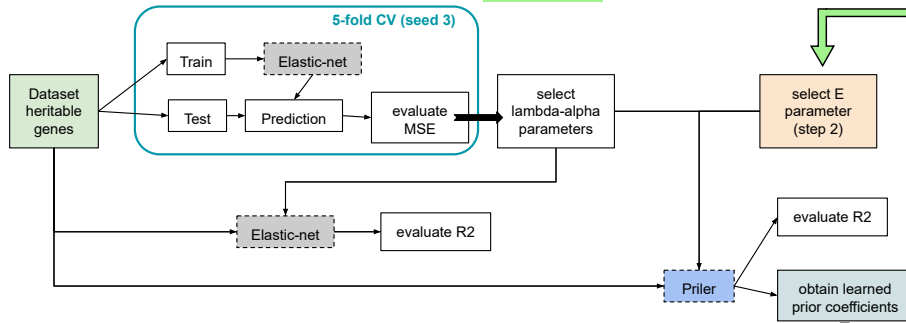 5-fold CV (seed 3)
Train
Elastic-net
Dataset
heritable
genes
Test
Prediction
evaluate
MSE
select
lambda-alpha
parameters
select E
parameter
(step 2)
Elastic-net
evaluate R2
evaluate R2
Priler
obtain learned
prior coefficients